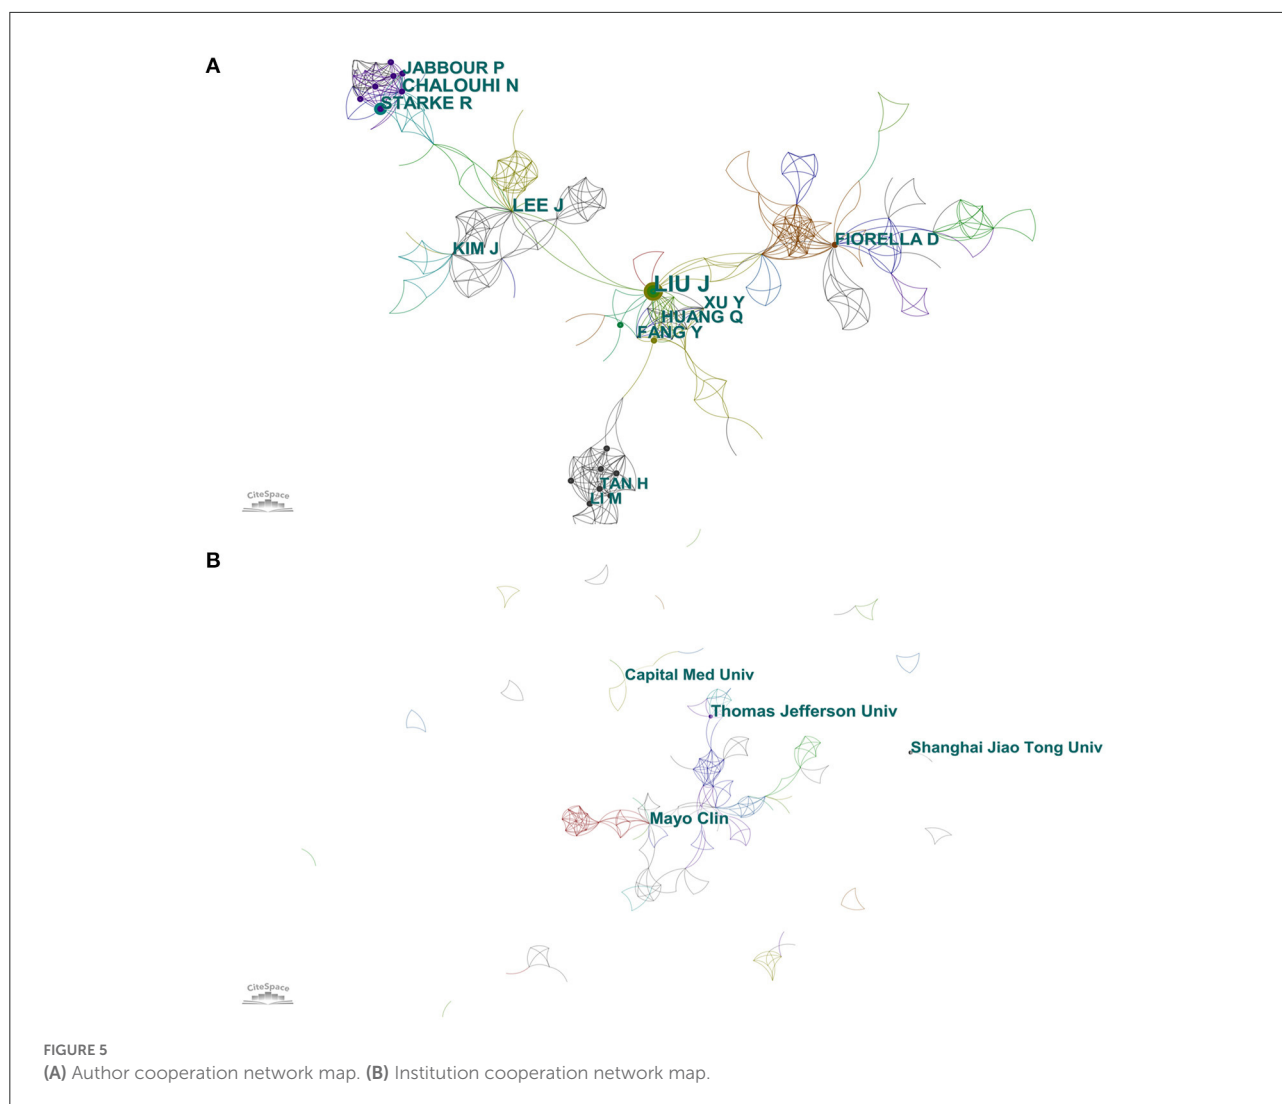 A
JABBOUR P
CHALOUHI N
STARKE R
LEE J
KIM J
FIORELLA D
LIU J
XU Y
HUANG Q
FANG Y
TAN H
LI M
CiteSpace
B
Capital Med Univ
Thomas Jefferson Univ
Shanghai Jiao Tong Univ
Mayo Clin
CiteSpace
FIGURE 5
(A) Author cooperation network map. (B) Institution cooperation network map.